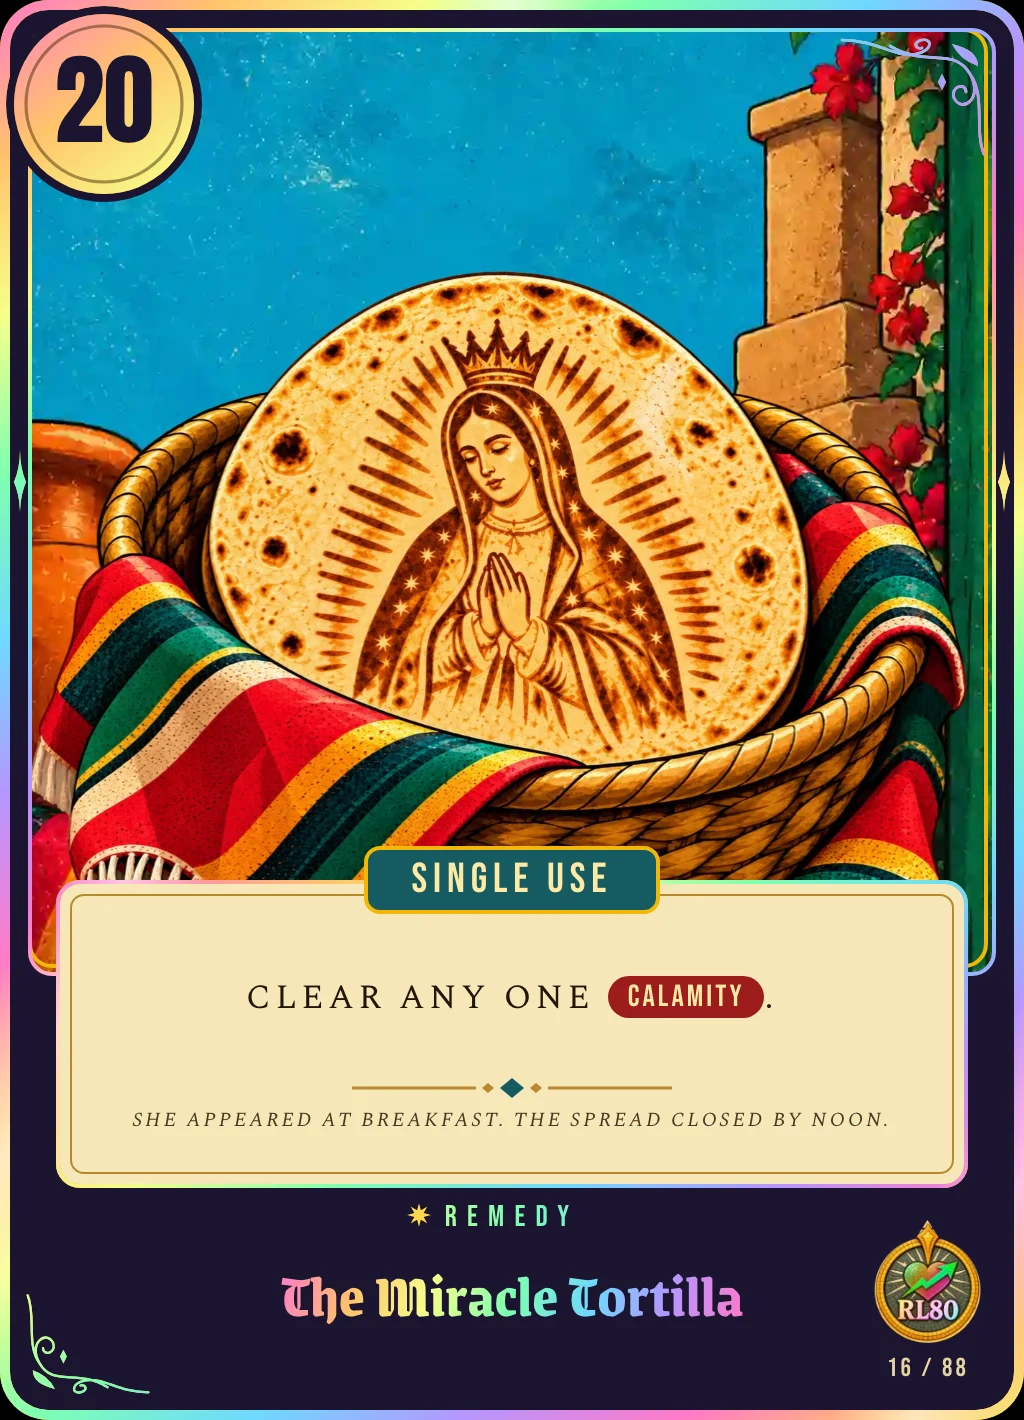 20
SINGLE USE
CLEAR ANY ONE CALAMITY.
SHE APPEARED AT BREAKFAST. THE SPREAD CLOSED BY NOON.
REMEDY
The Miracle Tortilla
RL80
16 / 88